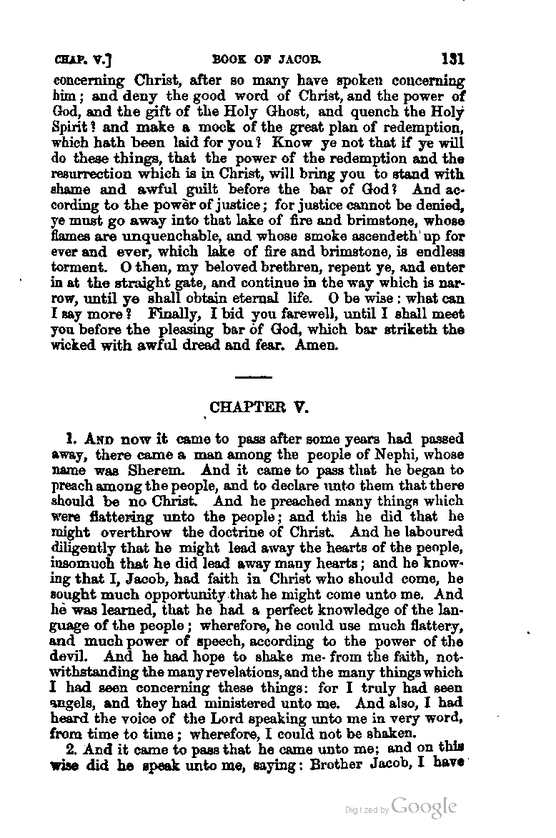 CHAP. V.] BOOK OF JACOB. 131
concerning Christ, after so many have spoken concerning
him; and deny the good word of Christ, and the power of
God, and the gift of the Holy Ghost, and quench the Holy
Spirit? and make a mock of the great plan of redemption,
which hath been laid for you? Know ye not that if ye will
do these things, that the power of the redemption and the
resurrection which is in Christ, will bring you to stand with
shame and awful guilt before the bar of God? And ac-
cording to the power of justice; for justice cannot be denied,
ye must go away into that lake of fire and brimstone, whose
flames are unquenchable, and whose smoke ascendeth up for
ever and ever, which lake of fire and brimstone, is endless
torment. O then, my beloved brethren, repent ye, and enter
in at the straight gate, and continue in the way which is nar-
row, until ye shall obtain eternal life. O be wise: what can
I say more? Finally, I bid you farewell, until I shall meet
you before the pleasing bar of God, which bar striketh the
wicked with awful dread and fear. Amen.
CHAPTER V.
1. AND now it came to pass after some years had passed
away, there came a man among the people of Nephi, whose
name was Sherem. And it came to pass that he began to
preach among the people, and to declare unto them that there
should be no Christ. And he preached many things which
were flattering unto the people; and this he did that he
might overthrow the doctrine of Christ. And he laboured
diligently that he might lead away the hearts of the people,
insomuch that he did lead away many hearts; and he know-
ing that I, Jacob, had faith in Christ who should come, he
sought much opportunity that he might come unto me. And
he was learned, that he had a perfect knowledge of the lan-
guage of the people; wherefore, he could use much flattery,
and much power of speech, according to the power of the
devil. And he had hope to shake me from the faith, not-
withstanding the many revelations, and the many things which
I had seen concerning these things: for I truly had seen
angels, and they had ministered unto me. And also, I had
heard the voice of the Lord speaking unto me in very word,
from time to time; wherefore, I could not be shaken.
2. And it came to pass that he came unto me; and on this
wise did he speak unto me, saying: Brother Jacob, I have
Digitized by Google